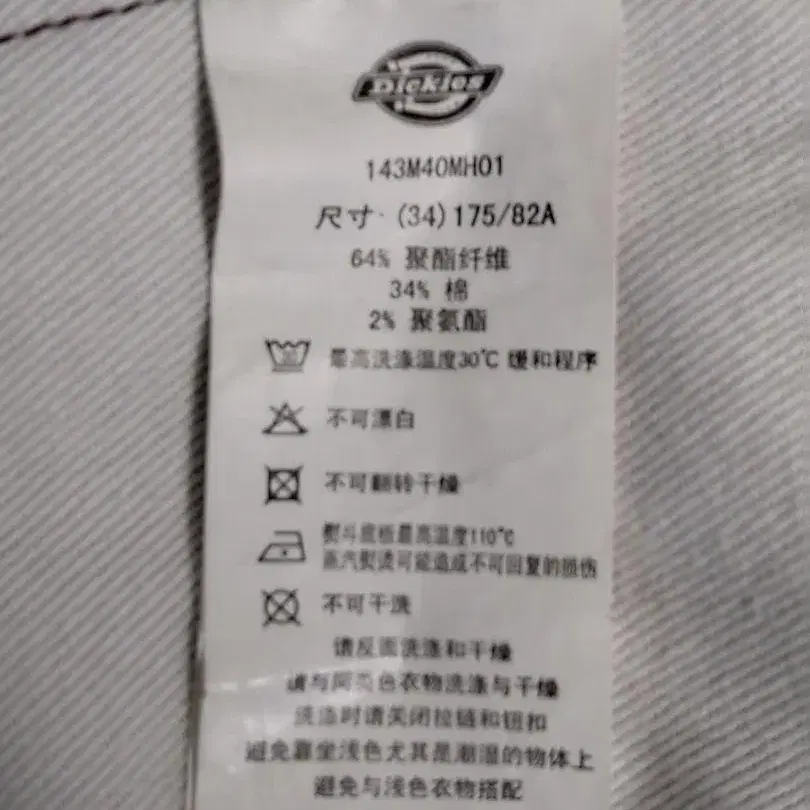 Dickies
143M40MH01
尺寸: (34)175/82A
64% 聚酯纤维
34% 棉
2% 聚氨酯
30
最高洗涤温度30℃ 缓和程序
不可漂白
不可翻转干燥
熨斗底板最高温度110℃
蒸汽熨烫可能造成不可回复的损伤
不可干洗
请反面洗涤和干燥
请与同类色衣物洗涤与干燥
洗涤时请关闭拉链和钮扣
避免靠坐浅色尤其是潮湿的物体上
避免与浅色衣物搭配